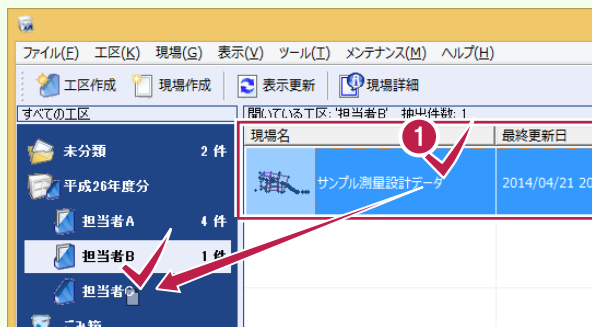 ファイル(F) 工区(K) 現場(G) 表示(V) ツール(T) メンテナンス(M) ヘルプ(H)
工区作成 現場作成 表示更新 現場詳細
すべての工区 開いている工区: '担当者B' 抽出件数: 1
現場名 最終更新日
1
未分類 2 件
サンプル測量設計データ 2014/04/21 20
平成26年度分
担当者A 4 件
担当者B 1 件
担当者
ごみ箱